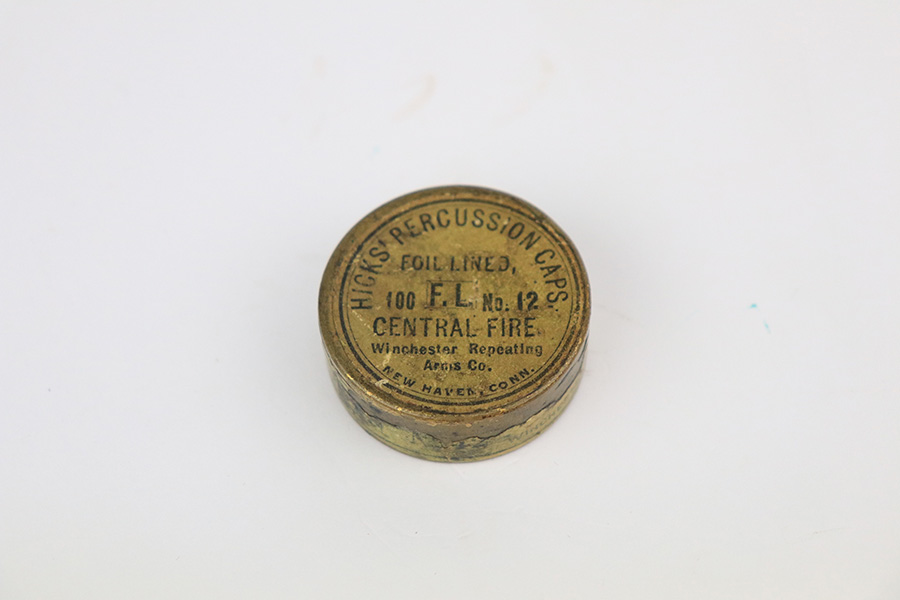 HICKS' PERCUSSION CAPS.
FOIL LINED,
100 F.L. No. 12
CENTRAL FIRE.
Winchester Repeating
Arms Co.
NEW HAVEN, CONN.